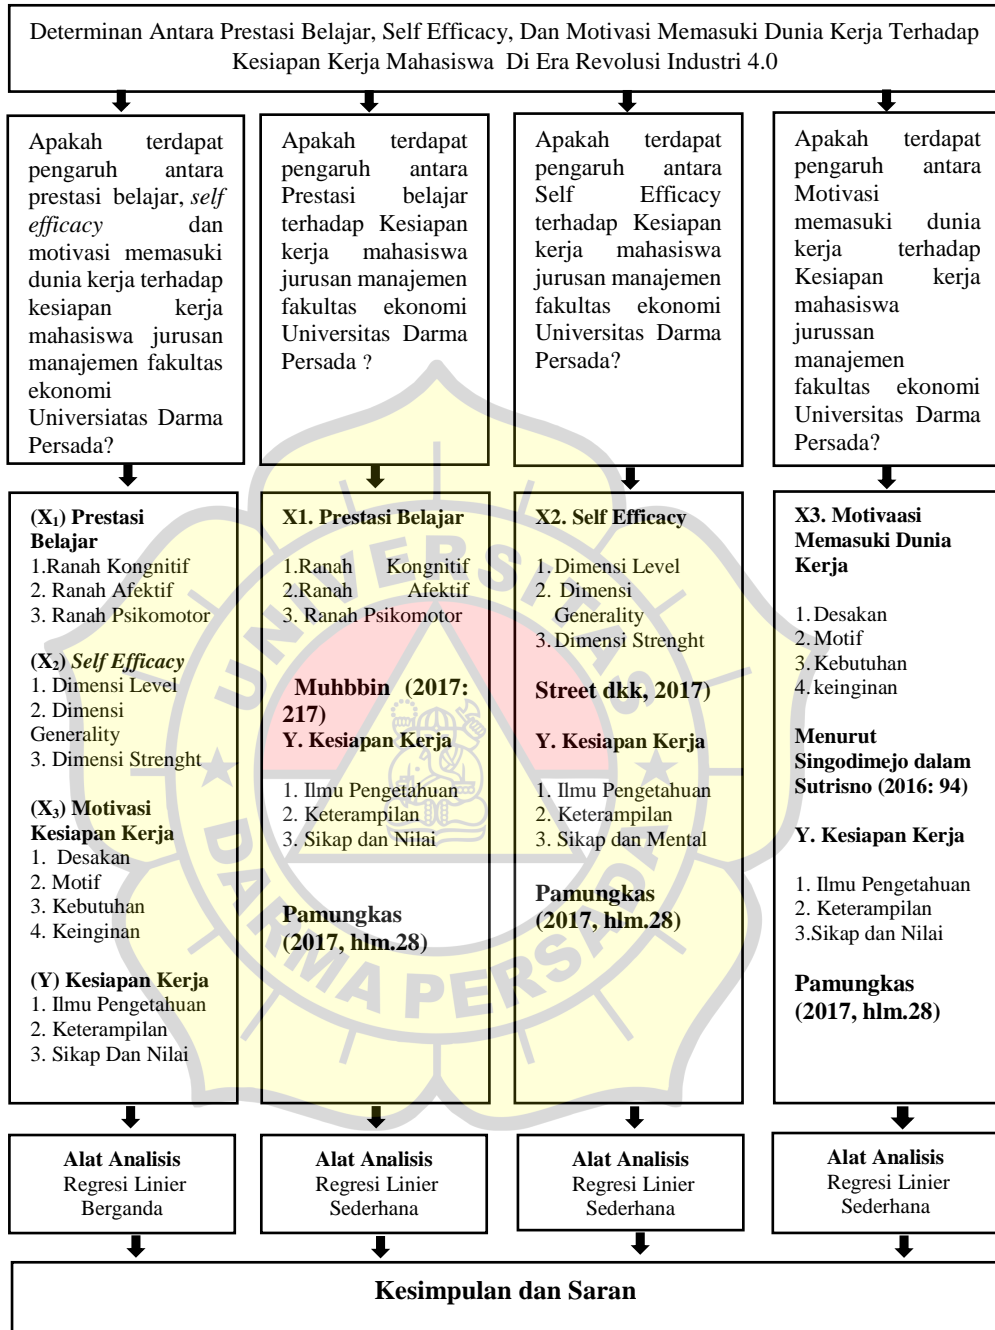 Determinan Antara Prestasi Belajar, Self Efficacy, Dan Motivasi Memasuki Dunia Kerja Terhadap
Kesiapan Kerja Mahasiswa Di Era Revolusi Industri 4.0
Apakah terdapat
pengaruh antara
prestasi belajar, self
efficacy dan
motivasi memasuki
dunia kerja terhadap
kesiapan kerja
mahasiswa jurusan
manajemen fakultas
ekonomi
Universiatas Darma
Persada?
Apakah terdapat
pengaruh antara
Prestasi belajar
terhadap Kesiapan
kerja mahasiswa
jurusan manajemen
fakultas ekonomi
Universitas Darma
Persada ?
Apakah terdapat
pengaruh antara
Self Efficacy
terhadap Kesiapan
kerja mahasiswa
jurusan manajemen
fakultas ekonomi
Universitas Darma
Persada?
Apakah terdapat
pengaruh antara
Motivasi
memasuki dunia
kerja terhadap
Kesiapan kerja
mahasiswa
jurussan
manajemen
fakultas ekonomi
Universitas Darma
Persada?
(X₁) Prestasi
Belajar
1.Ranah Kongnitif
2. Ranah Afektif
3. Ranah Psikomotor
(X₂) Self Efficacy
1. Dimensi Level
2. Dimensi
Generality
3. Dimensi Strenght
(X₃) Motivasi
Kesiapan Kerja
1. Desakan
2. Motif
3. Kebutuhan
4. Keinginan
(Y) Kesiapan Kerja
1. Ilmu Pengetahuan
2. Keterampilan
3. Sikap Dan Nilai
X1. Prestasi Belajar
1.Ranah Kongnitif
2.Ranah Afektif
3. Ranah Psikomotor
Muhbbin (2017:
217)
Y. Kesiapan Kerja
1. Ilmu Pengetahuan
2. Keterampilan
3. Sikap dan Nilai
Pamungkas
(2017, hlm.28)
X2. Self Efficacy
1. Dimensi Level
2. Dimensi
Generality
3. Dimensi Strenght
Street dkk, 2017)
Y. Kesiapan Kerja
1. Ilmu Pengetahuan
2. Keterampilan
3. Sikap dan Mental
Pamungkas
(2017, hlm.28)
X3. Motivaasi
Memasuki Dunia
Kerja
1. Desakan
2. Motif
3. Kebutuhan
4. keinginan
Menurut
Singodimejo dalam
Sutrisno (2016: 94)
Y. Kesiapan Kerja
1. Ilmu Pengetahuan
2. Keterampilan
3.Sikap dan Nilai
Pamungkas
(2017, hlm.28)
UNIVERSITAS
DARMA PERSADA
Alat Analisis
Regresi Linier
Berganda
Alat Analisis
Regresi Linier
Sederhana
Alat Analisis
Regresi Linier
Sederhana
Alat Analisis
Regresi Linier
Sederhana
Kesimpulan dan Saran